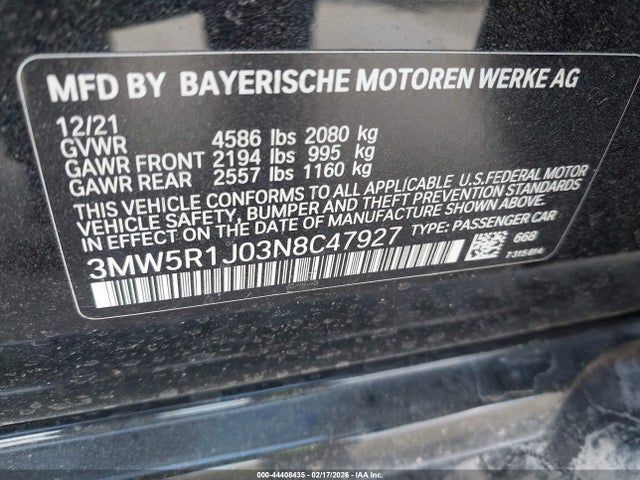 MFD BY BAYERISCHE MOTOREN WERKE AG
12/21
GVWR 4586 lbs 2080 kg
GAWR FRONT 2194 lbs 995 kg
GAWR REAR 2557 lbs 1160 kg
THIS VEHICLE CONFORMS TO ALL APPLICABLE U.S.FEDERAL MOTOR
VEHICLE SAFETY, BUMPER AND THEFT PREVENTION STANDARDS
IN EFFECT ON THE DATE OF MANUFACTURE SHOWN ABOVE.
3MW5R1J03N8C47927 TYPE: PASSENGER CAR
668
7315814
000-44408435 - 02/17/2026 - COPYRIGHT IAA, LLC.